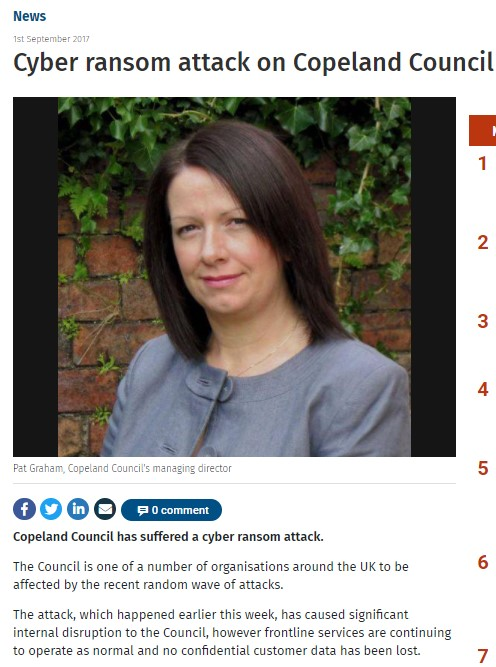 News
1st September 2017
Cyber ransom attack on Copeland Council
1
2
3
4
5
6
7
Pat Graham, Copeland Council's managing director
0 comment
Copeland Council has suffered a cyber ransom attack.
The Council is one of a number of organisations around the UK to be
affected by the recent random wave of attacks.
The attack, which happened earlier this week, has caused significant
internal disruption to the Council, however frontline services are continuing
to operate as normal and no confidential customer data has been lost.